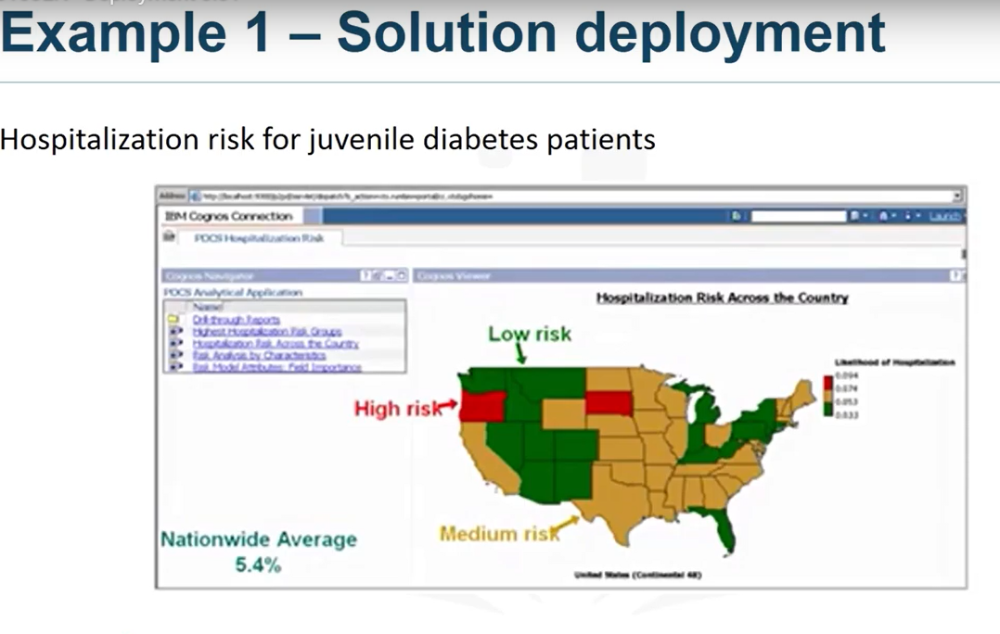 Example 1 – Solution deployment
Hospitalization risk for juvenile diabetes patients
Address
IBM Cognos Connection
Launch
PDCS Hospitalization Risk
Cognos Navigator
Cognos Viewer
PDCS Analytical Application
Name
Drill-through Reports
Highest Hospitalization Risk Groups
Hospitalization Risk Across the Country
Risk Analysis by Characteristics
Risk Model Attributes: Field Importance
Hospitalization Risk Across the Country
Low risk
High risk
Medium risk
Likelihood of Hospitalization
0.094
0.074
0.053
0.033
Nationwide Average
5.4%
United States (Continental 48)